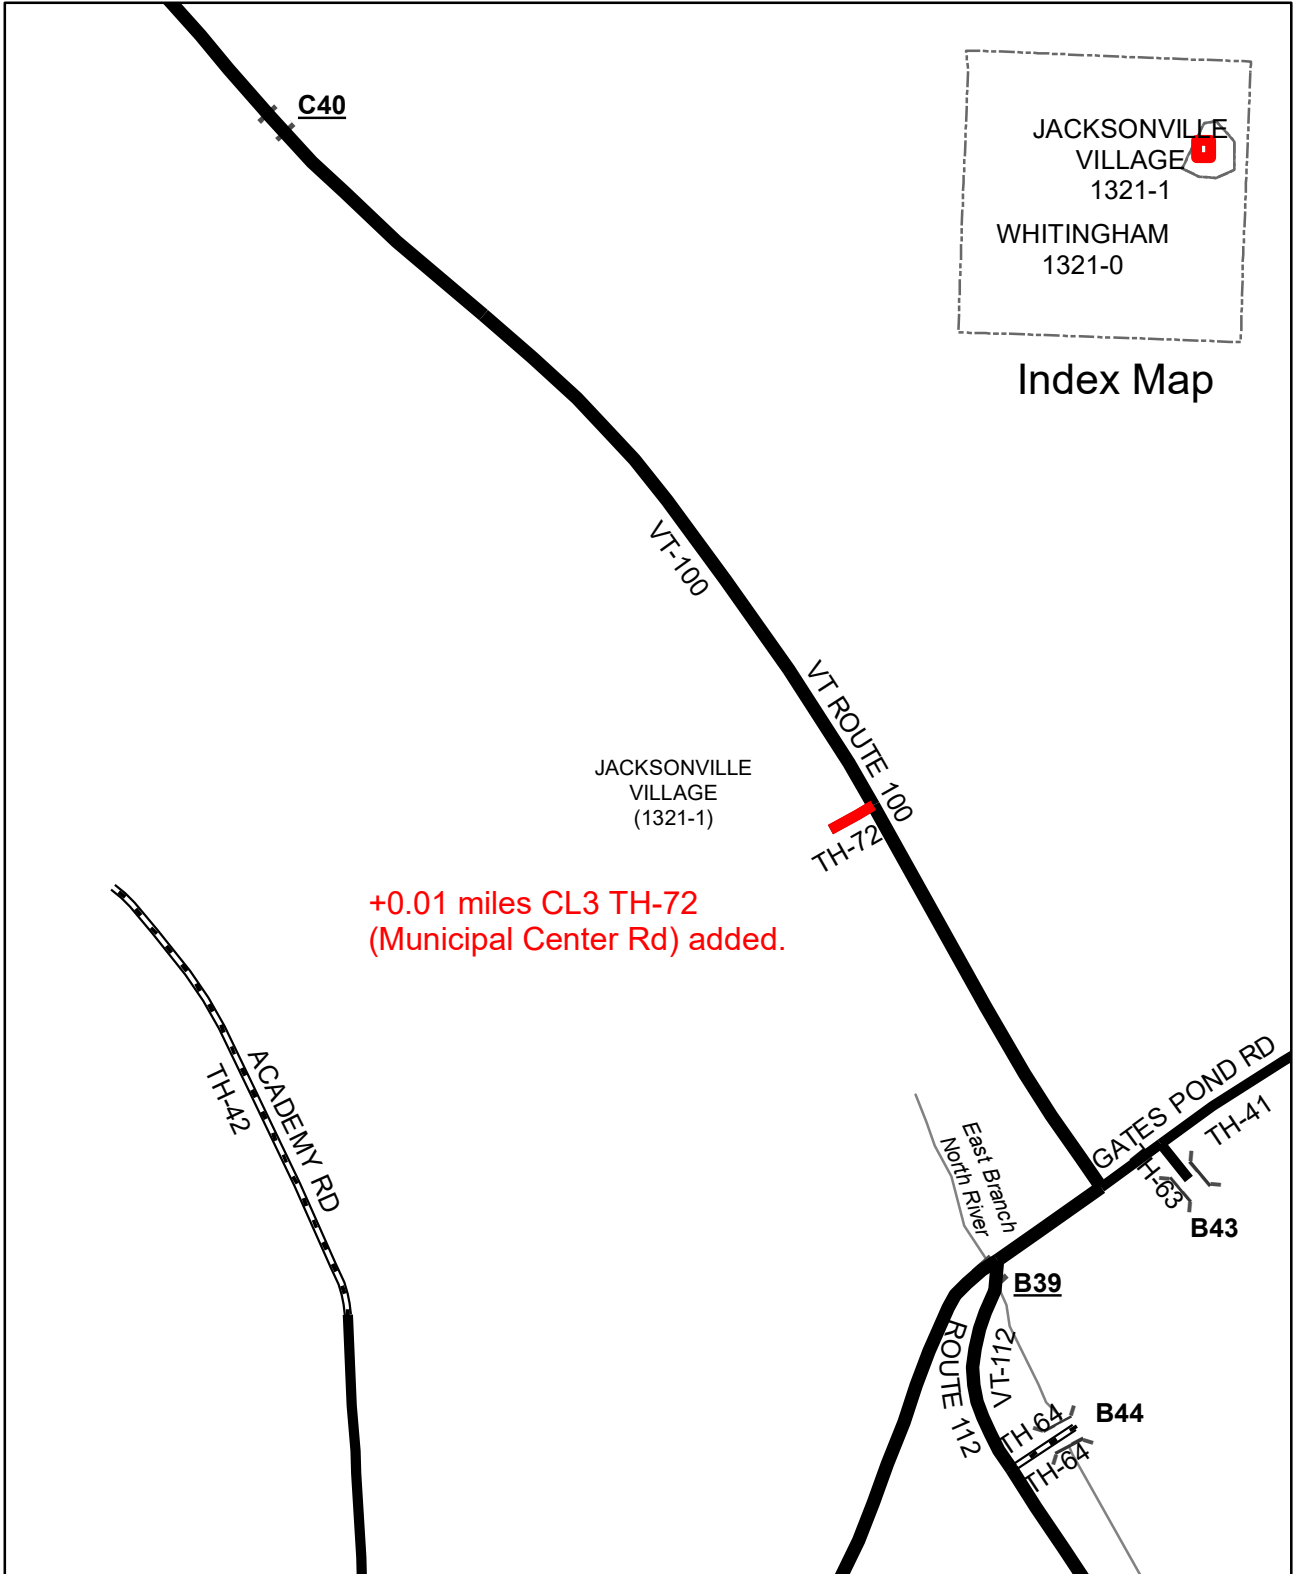 C40
JACKSONVILLE
VILLAGE
1321-1
WHITINGHAM
1321-0
Index Map
VT-100
VT ROUTE 100
JACKSONVILLE
VILLAGE
(1321-1)
TH-72
+0.01 miles CL3 TH-72
(Municipal Center Rd) added.
ACADEMY RD
TH-42
GATES POND RD
TH-41
TH-63
B43
East Branch
North River
B39
ROUTE 112
VT-112
B44
TH 64
TH-64